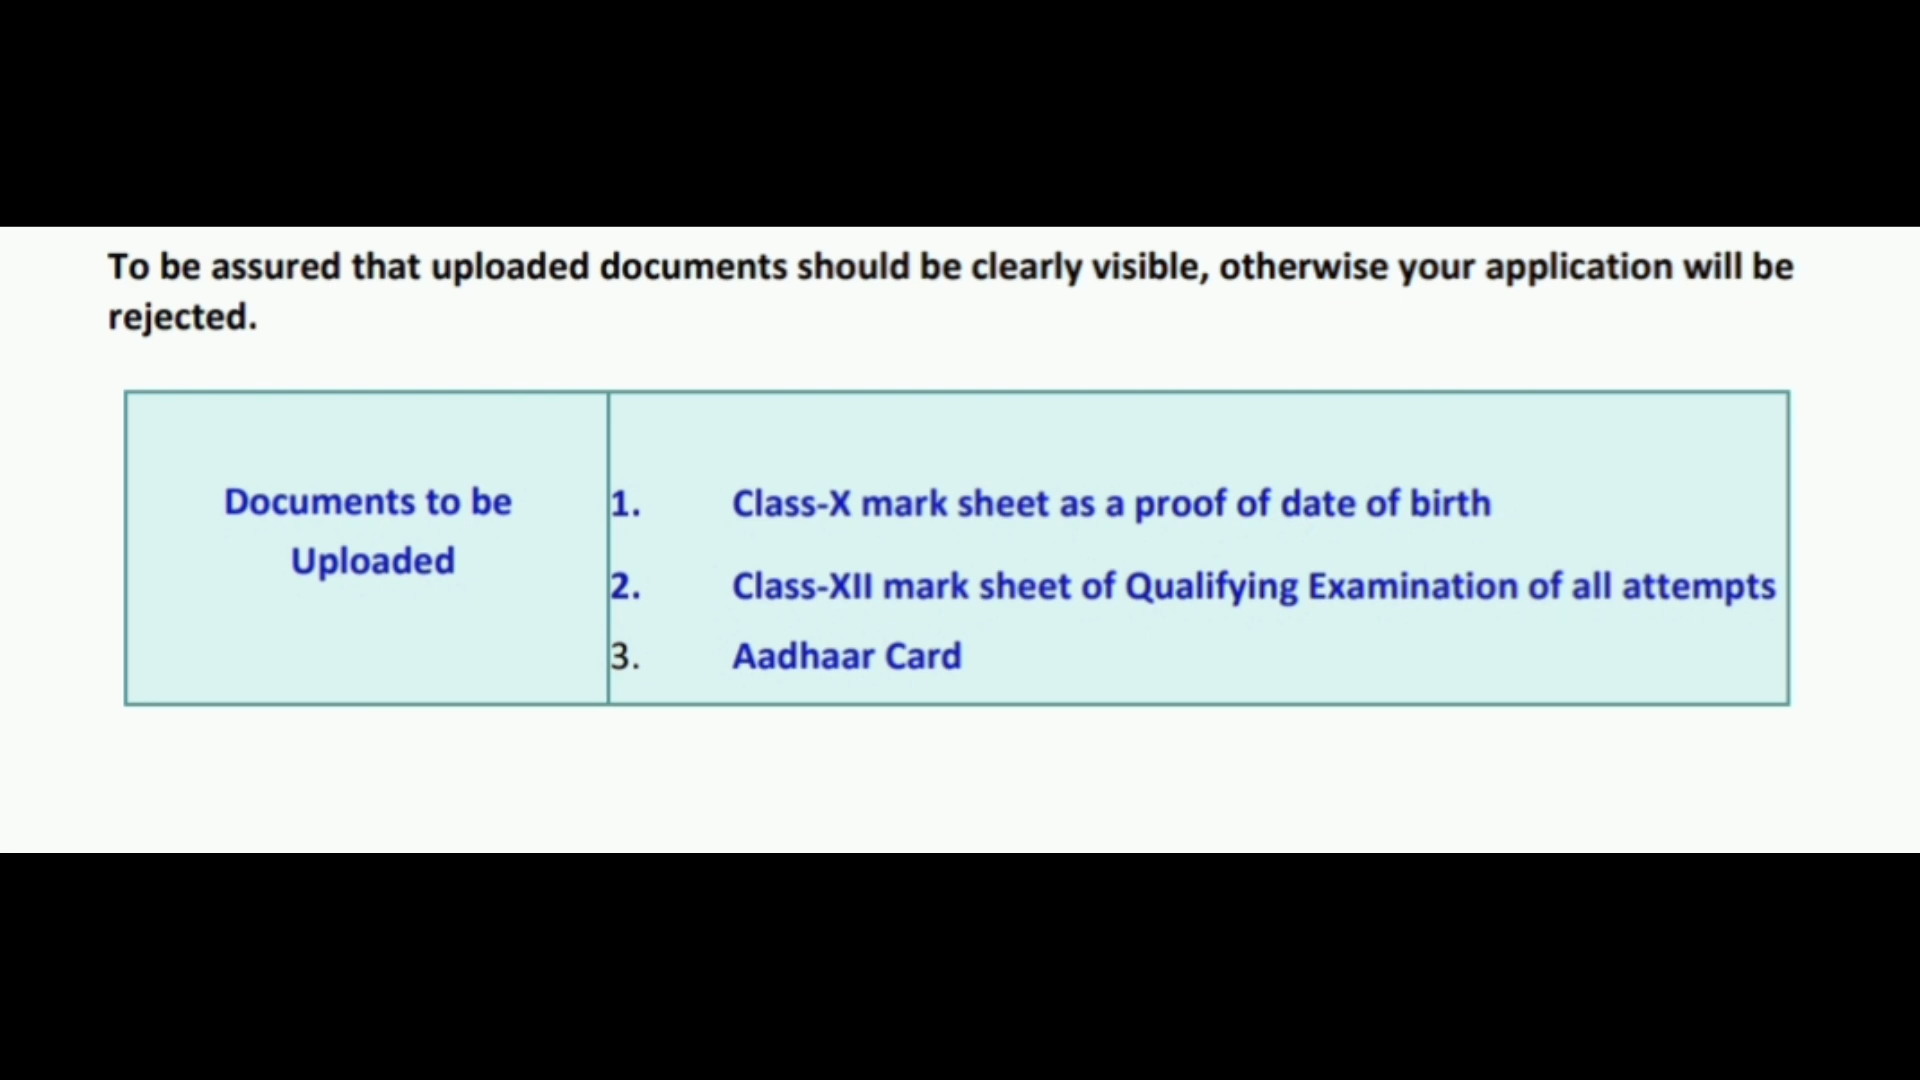 To be assured that uploaded documents should be clearly visible, otherwise your application will be
rejected.
Documents to be
Uploaded
1. Class-X mark sheet as a proof of date of birth
2. Class-XII mark sheet of Qualifying Examination of all attempts
3. Aadhaar Card